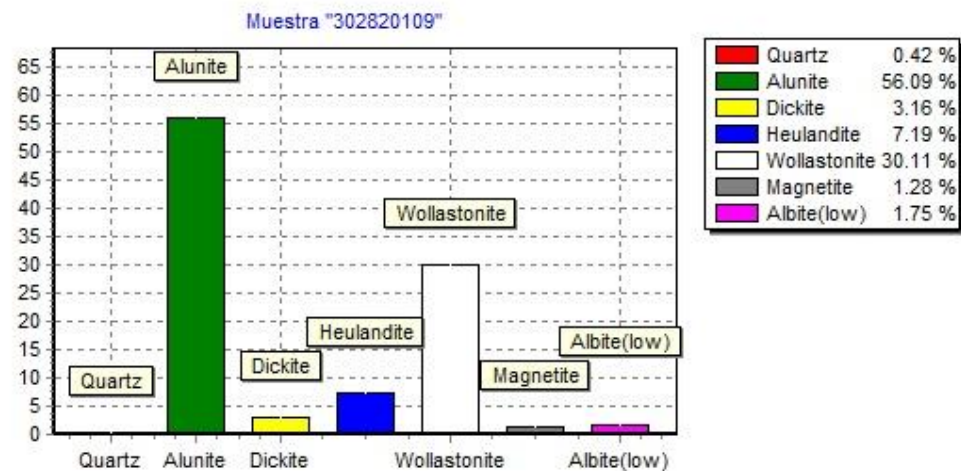 Muestra "302820109"
65
60
55
50
45
40
35
30
25
20
15
10
5
0
Alunite
Wollastonite
Heulandite
Albite(low)
Dickite
Magnetite
Quartz
Quartz Alunite Dickite Wollastonite Albite(low)
Quartz 0.42 %
Alunite 56.09 %
Dickite 3.16 %
Heulandite 7.19 %
Wollastonite 30.11 %
Magnetite 1.28 %
Albite(low) 1.75 %